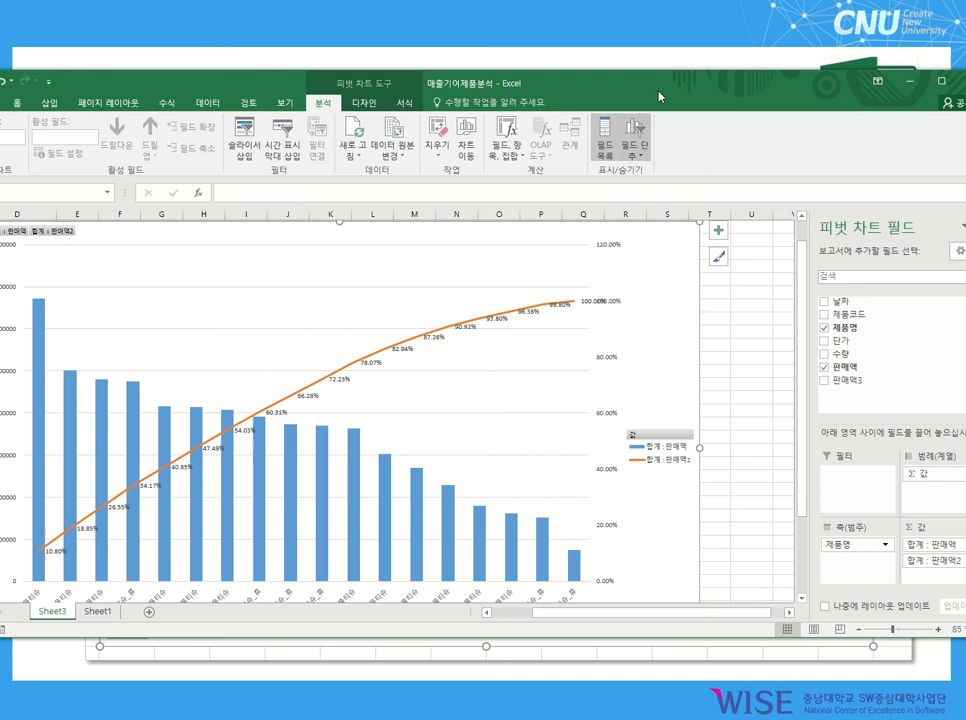 CNU Create New University
피벗 차트 도구
매출기여제품분석 - Excel
홈 삽입 페이지 레이아웃 수식 데이터 검토 보기 분석 디자인 서식 수행할 작업을 알려 주세요. 공
활성 필드:
필드 설정
드릴다운
드릴업
필드 확장
필드 축소
활성 필드
슬라이서 삽입
시간 표시 막대 삽입
필터 연결
필터
새로 고침
데이터 원본 변경
데이터
지우기
차트 이동
작업
필드, 항목, 집합
OLAP 도구
관계
계산
필드 목록
필드 단추
표시/숨기기
차트
D E F G H I J K L M N O P Q R S T U V
: 판매액 합계 : 판매액2
120.00%
100.00%
80.00%
60.00%
40.00%
20.00%
0.00%
0
10.80%
18.85%
26.55%
34.17%
40.85%
47.49%
54.03%
60.31%
66.28%
72.23%
78.07%
82.94%
87.26%
90.92%
93.80%
96.38%
98.80%
값
합계 : 판매액
합계 : 판매액2
피벗 차트 필드
보고서에 추가할 필드 선택:
검색
날짜
제품코드
제품명
단가
수량
판매액
판매액3
아래 영역 사이에 필드를 끌어 놓으십시
필터
범례(계열)
Σ 값
축(범주)
Σ 값
제품명
합계 : 판매액
합계 : 판매액2
나중에 레이아웃 업데이트
Sheet3 Sheet1
85
WISE 충남대학교 SW중심대학사업단
National Center of Excellence in Software